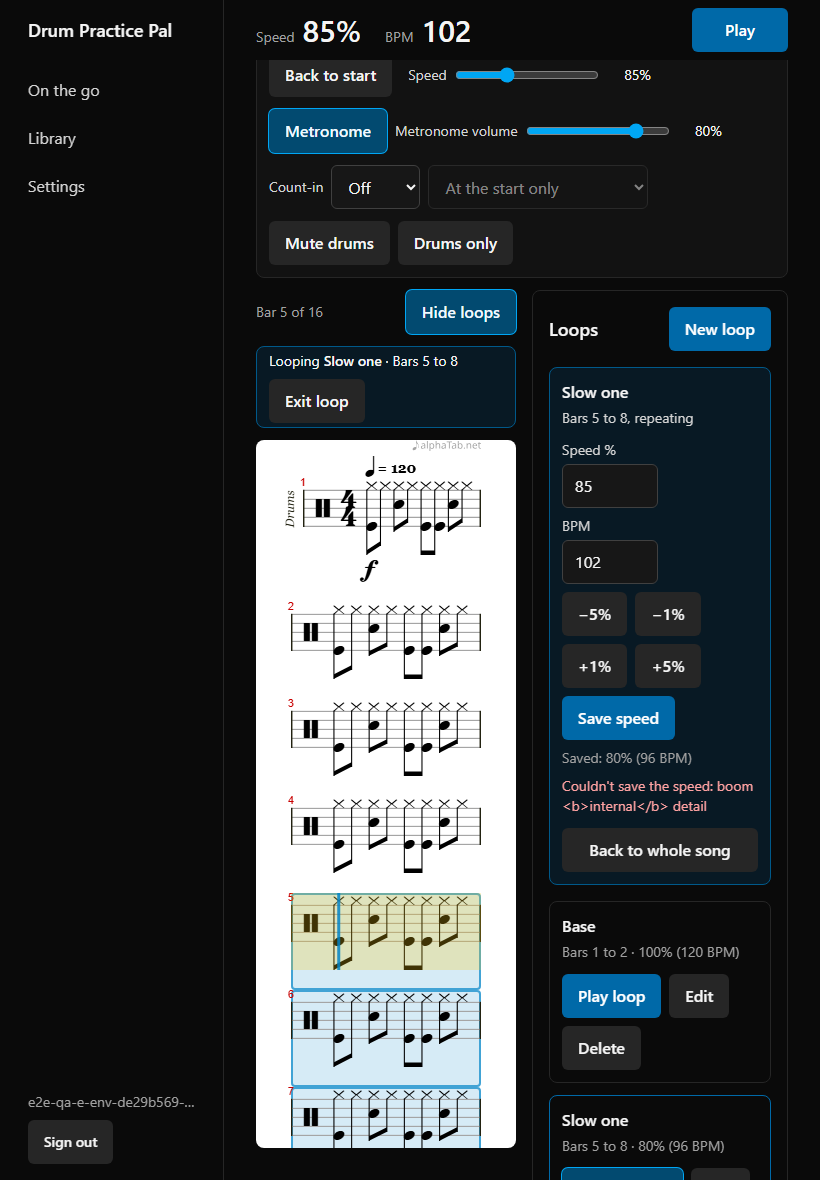 Drum Practice Pal
On the go
Library
Settings
e2e-qa-e-env-de29b569-...
Sign out
Speed 85% BPM 102
Play
Back to start Speed 85%
Metronome Metronome volume 80%
Count-in Off At the start only
Mute drums Drums only
Bar 5 of 16 Hide loops
Looping Slow one · Bars 5 to 8
Exit loop
alphaTab.net
= 120
1
Drums
4
4
f
2
3
4
5
6
7
Loops New loop
Slow one
Bars 5 to 8, repeating
Speed %
85
BPM
102
−5% −1%
+1% +5%
Save speed
Saved: 80% (96 BPM)
Couldn't save the speed: boom
<b>internal</b> detail
Back to whole song
Base
Bars 1 to 2 · 100% (120 BPM)
Play loop Edit
Delete
Slow one
Bars 5 to 8 · 80% (96 BPM)